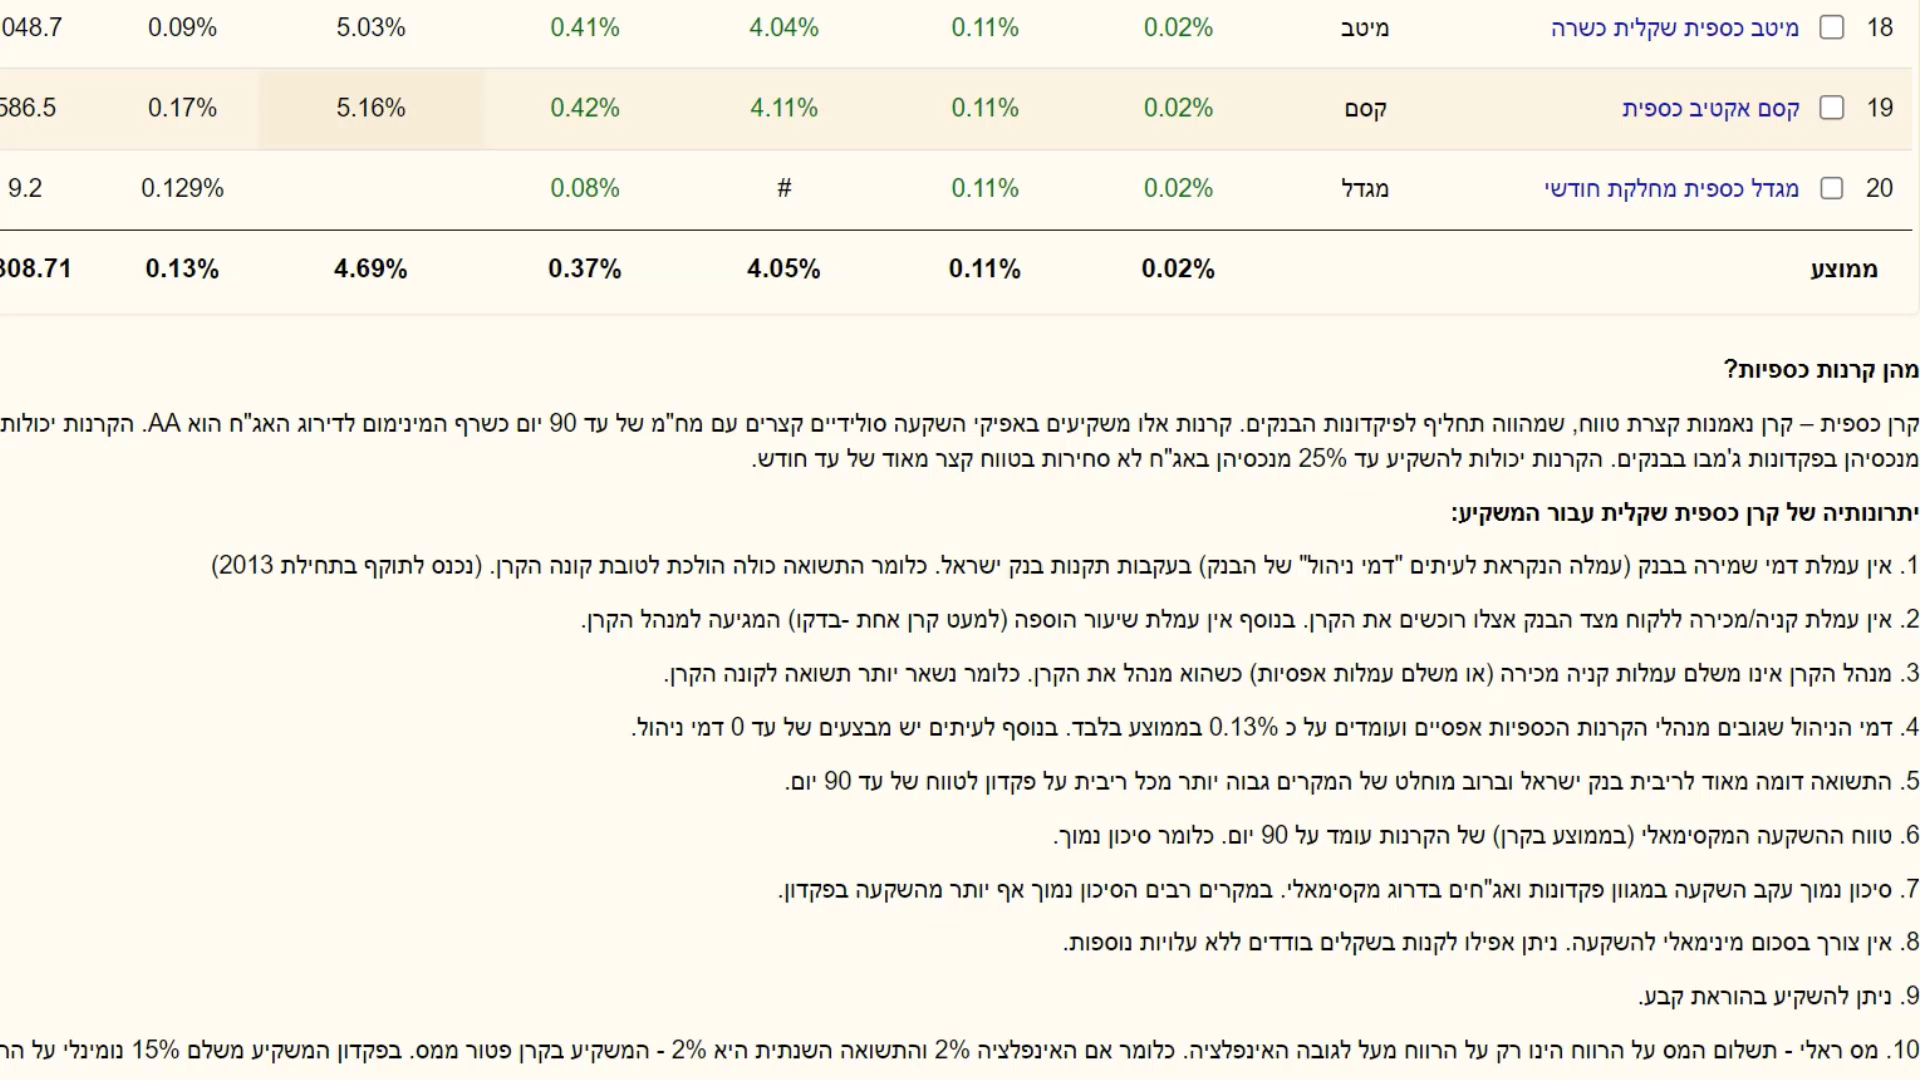 18 מיטב כספית שקלית כשרה מיטב 0.02% 0.11% 4.04% 0.41% 5.03% 0.09% 048.7
19 קסם אקטיב כספית קסם 0.02% 0.11% 4.11% 0.42% 5.16% 0.17% 586.5
20 מגדל כספית מחלקת חודשי מגדל 0.02% 0.11% # 0.08% 0.129% 9.2
ממוצע 0.02% 0.11% 4.05% 0.37% 4.69% 0.13% 308.71
מהן קרנות כספיות?
קרן כספית – קרן נאמנות קצרת טווח, שמהווה תחליף לפיקדונות הבנקים. קרנות אלו משקיעים באפיקי השקעה סולידיים קצרים עם מח"מ של עד 90 יום כשרף המינימום לדירוג האג"ח הוא AA. הקרנות יכולות
מנכסיהן בפקדונות ג'מבו בבנקים. הקרנות יכולות להשקיע עד 25% מנכסיהן באג"ח לא סחירות בטווח קצר מאוד של עד חודש.
יתרונותיה של קרן כספית שקלית עבור המשקיע:
1. אין עמלת דמי שמירה בבנק (עמלה הנקראת לעיתים "דמי ניהול" של הבנק) בעקבות תקנות בנק ישראל. כלומר התשואה כולה הולכת לטובת קונה הקרן. (נכנס לתוקף בתחילת 2013)
2. אין עמלת קניה/מכירה ללקוח מצד הבנק אצלו רוכשים את הקרן. בנוסף אין עמלת שיעור הוספה (למעט קרן אחת -בדקו) המגיעה למנהל הקרן.
3. מנהל הקרן אינו משלם עמלות קניה מכירה (או משלם עמלות אפסיות) כשהוא מנהל את הקרן. כלומר נשאר יותר תשואה לקונה הקרן.
4. דמי הניהול שגובים מנהלי הקרנות הכספיות אפסיים ועומדים על כ 0.13% בממוצע בלבד. בנוסף לעיתים יש מבצעים של עד 0 דמי ניהול.
5. התשואה דומה מאוד לריבית בנק ישראל וברוב מוחלט של המקרים גבוה יותר מכל ריבית על פקדון לטווח של עד 90 יום.
6. טווח ההשקעה המקסימאלי (בממוצע בקרן) של הקרנות עומד על 90 יום. כלומר סיכון נמוך.
7. סיכון נמוך עקב השקעה במגוון פקדונות ואג"חים בדרוג מקסימאלי. במקרים רבים הסיכון נמוך אף יותר מהשקעה בפקדון.
8. אין צורך בסכום מינימאלי להשקעה. ניתן אפילו לקנות בשקלים בודדים ללא עלויות נוספות.
9. ניתן להשקיע בהוראת קבע.
10. מס ראלי - תשלום המס על הרווח הינו רק על הרווח מעל לגובה האינפלציה. כלומר אם האינפלציה 2% והתשואה השנתית היא 2% - המשקיע בקרן פטור ממס. בפקדון המשקיע משלם 15% נומינלי על